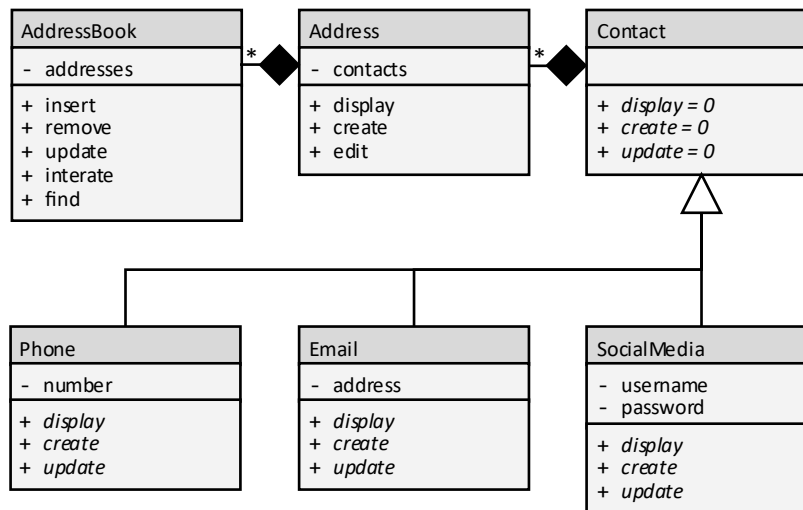 AddressBook
- addresses
+ insert
+ remove
+ update
+ interate
+ find
*
Address
- contacts
+ display
+ create
+ edit
*
Contact
+ display = 0
+ create = 0
+ update = 0
Phone
- number
+ display
+ create
+ update
Email
- address
+ display
+ create
+ update
SocialMedia
- username
- password
+ display
+ create
+ update